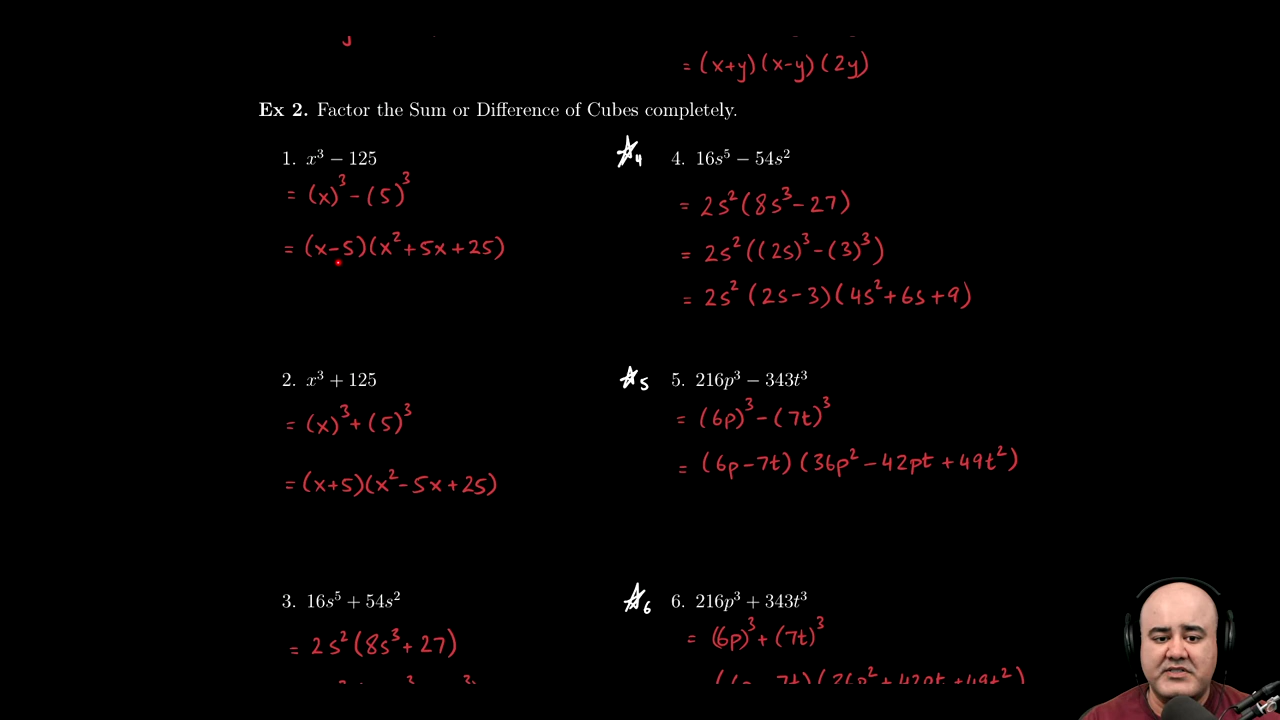 = (x+y)(x-y)(2y)
Ex 2. Factor the Sum or Difference of Cubes completely.
1. x³ − 125
= (x)³ - (5)³
= (x-5)(x²+5x+25)
2. x³ + 125
= (x)³ + (5)³
= (x+5)(x²-5x+25)
3. 16s⁵ + 54s²
= 2s²(8s³+27)
☆4 4. 16s⁵ − 54s²
= 2s²(8s³-27)
= 2s²((2s)³-(3)³)
= 2s²(2s-3)(4s²+6s+9)
☆5 5. 216p³ − 343t³
= (6p)³-(7t)³
= (6p-7t)(36p²-42pt+49t²)
☆6 6. 216p³ + 343t³
= (6p)³+(7t)³